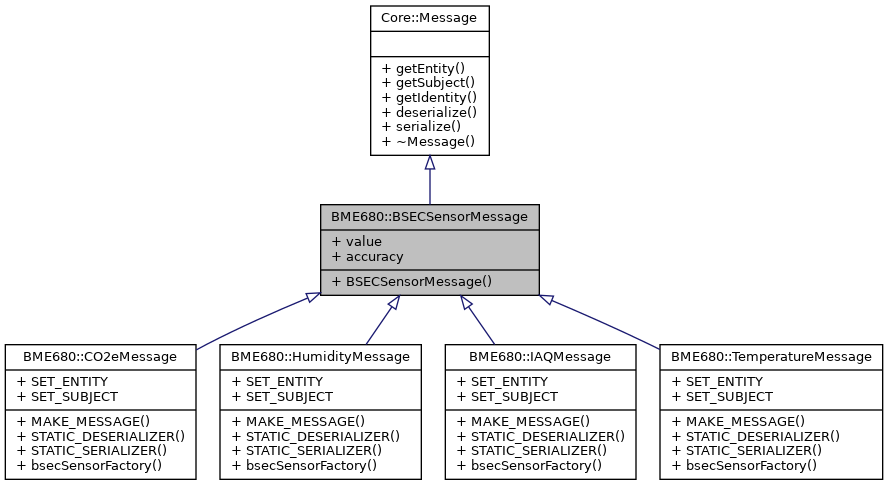 Core::Message
+ getEntity()
+ getSubject()
+ getIdentity()
+ deserialize()
+ serialize()
+ ~Message()
BME680::BSECSensorMessage
+ value
+ accuracy
+ BSECSensorMessage()
BME680::CO2eMessage
+ SET_ENTITY
+ SET_SUBJECT
+ MAKE_MESSAGE()
+ STATIC_DESERIALIZER()
+ STATIC_SERIALIZER()
+ bsecSensorFactory()
BME680::HumidityMessage
+ SET_ENTITY
+ SET_SUBJECT
+ MAKE_MESSAGE()
+ STATIC_DESERIALIZER()
+ STATIC_SERIALIZER()
+ bsecSensorFactory()
BME680::IAQMessage
+ SET_ENTITY
+ SET_SUBJECT
+ MAKE_MESSAGE()
+ STATIC_DESERIALIZER()
+ STATIC_SERIALIZER()
+ bsecSensorFactory()
BME680::TemperatureMessage
+ SET_ENTITY
+ SET_SUBJECT
+ MAKE_MESSAGE()
+ STATIC_DESERIALIZER()
+ STATIC_SERIALIZER()
+ bsecSensorFactory()